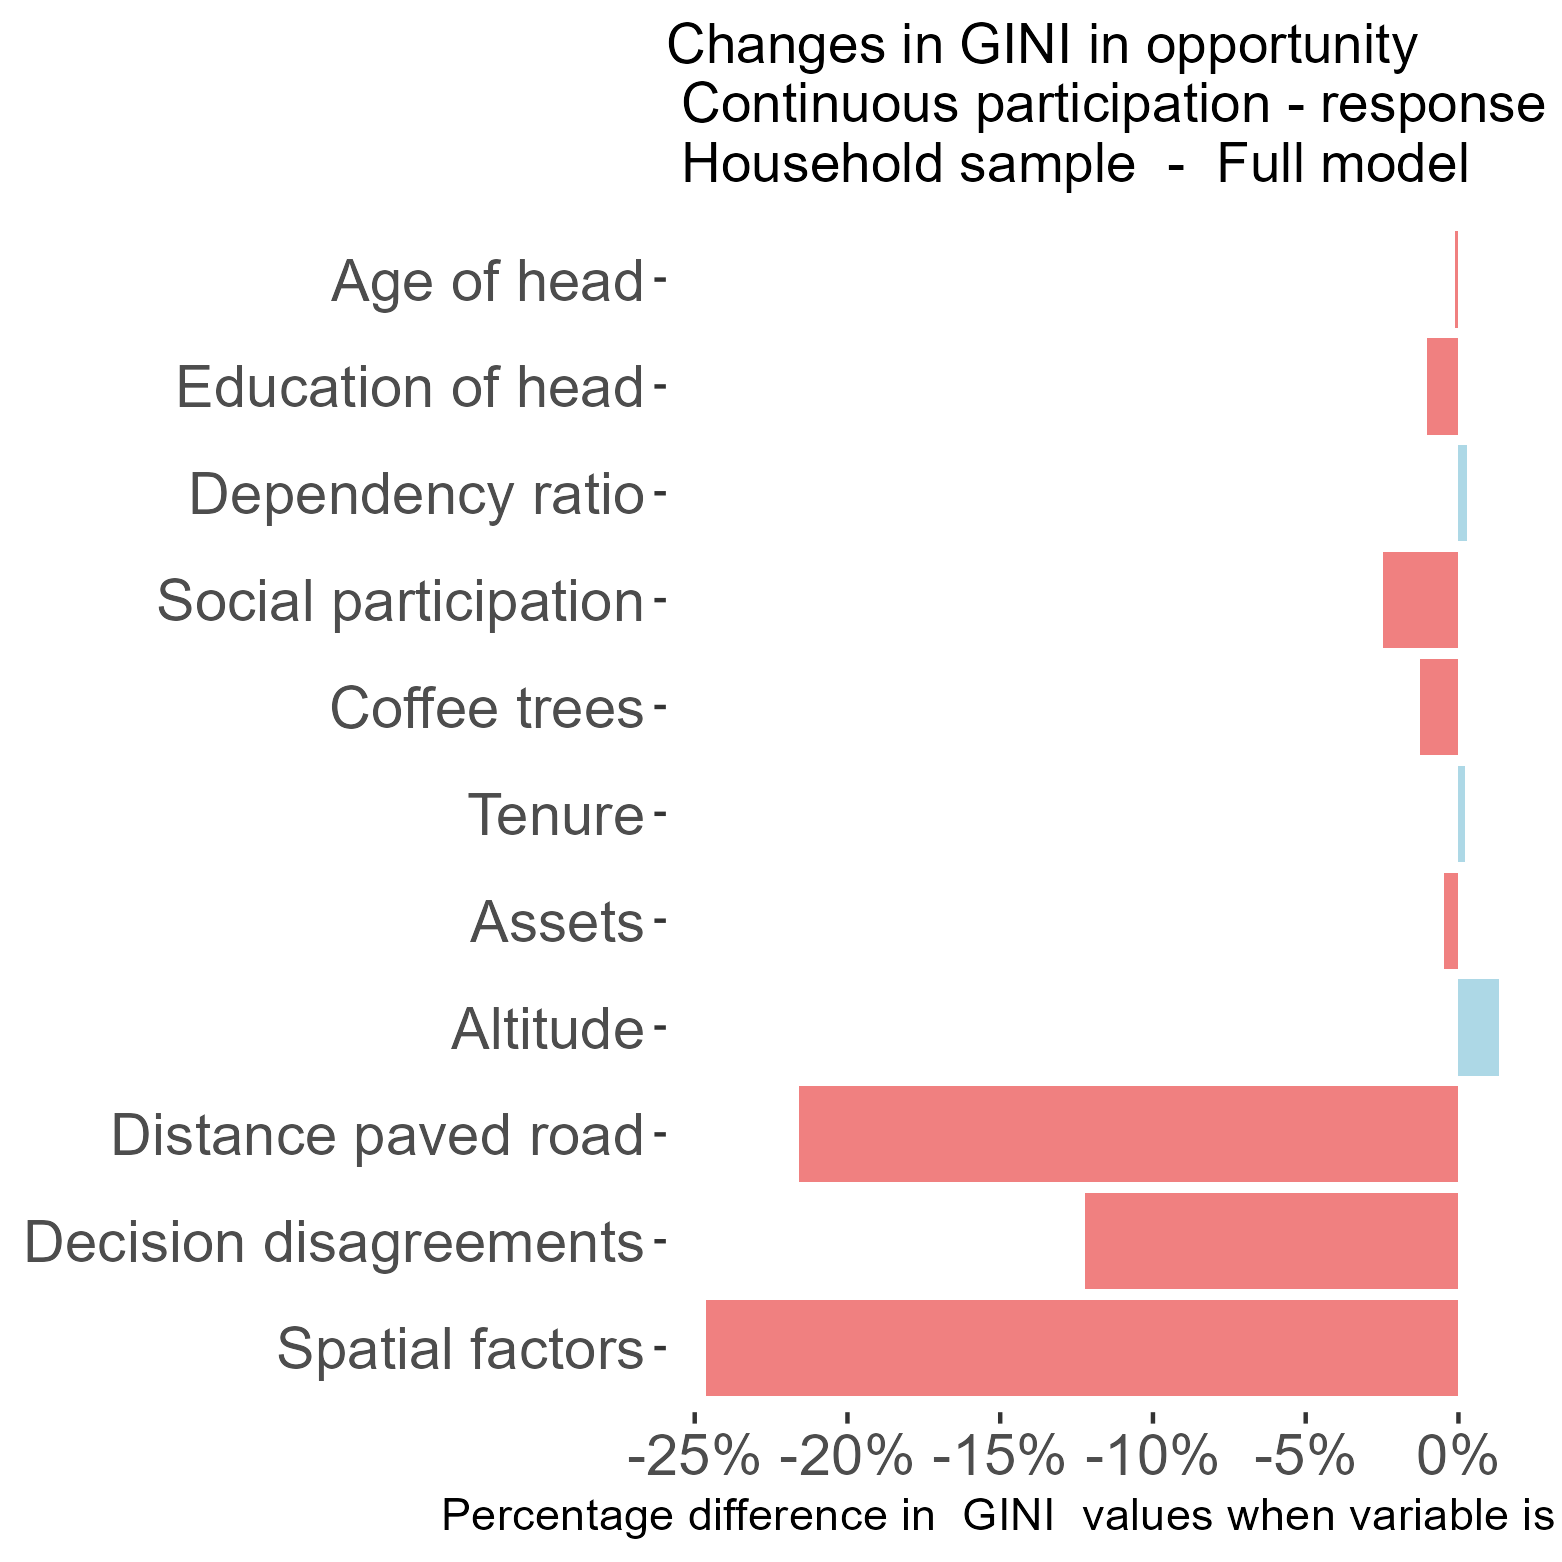 Changes in GINI in opportunity
Continuous participation - response
Household sample - Full model
Age of head
Education of head
Dependency ratio
Social participation
Coffee trees
Tenure
Assets
Altitude
Distance paved road
Decision disagreements
Spatial factors
-25% -20% -15% -10% -5% 0%
Percentage difference in GINI values when variable is